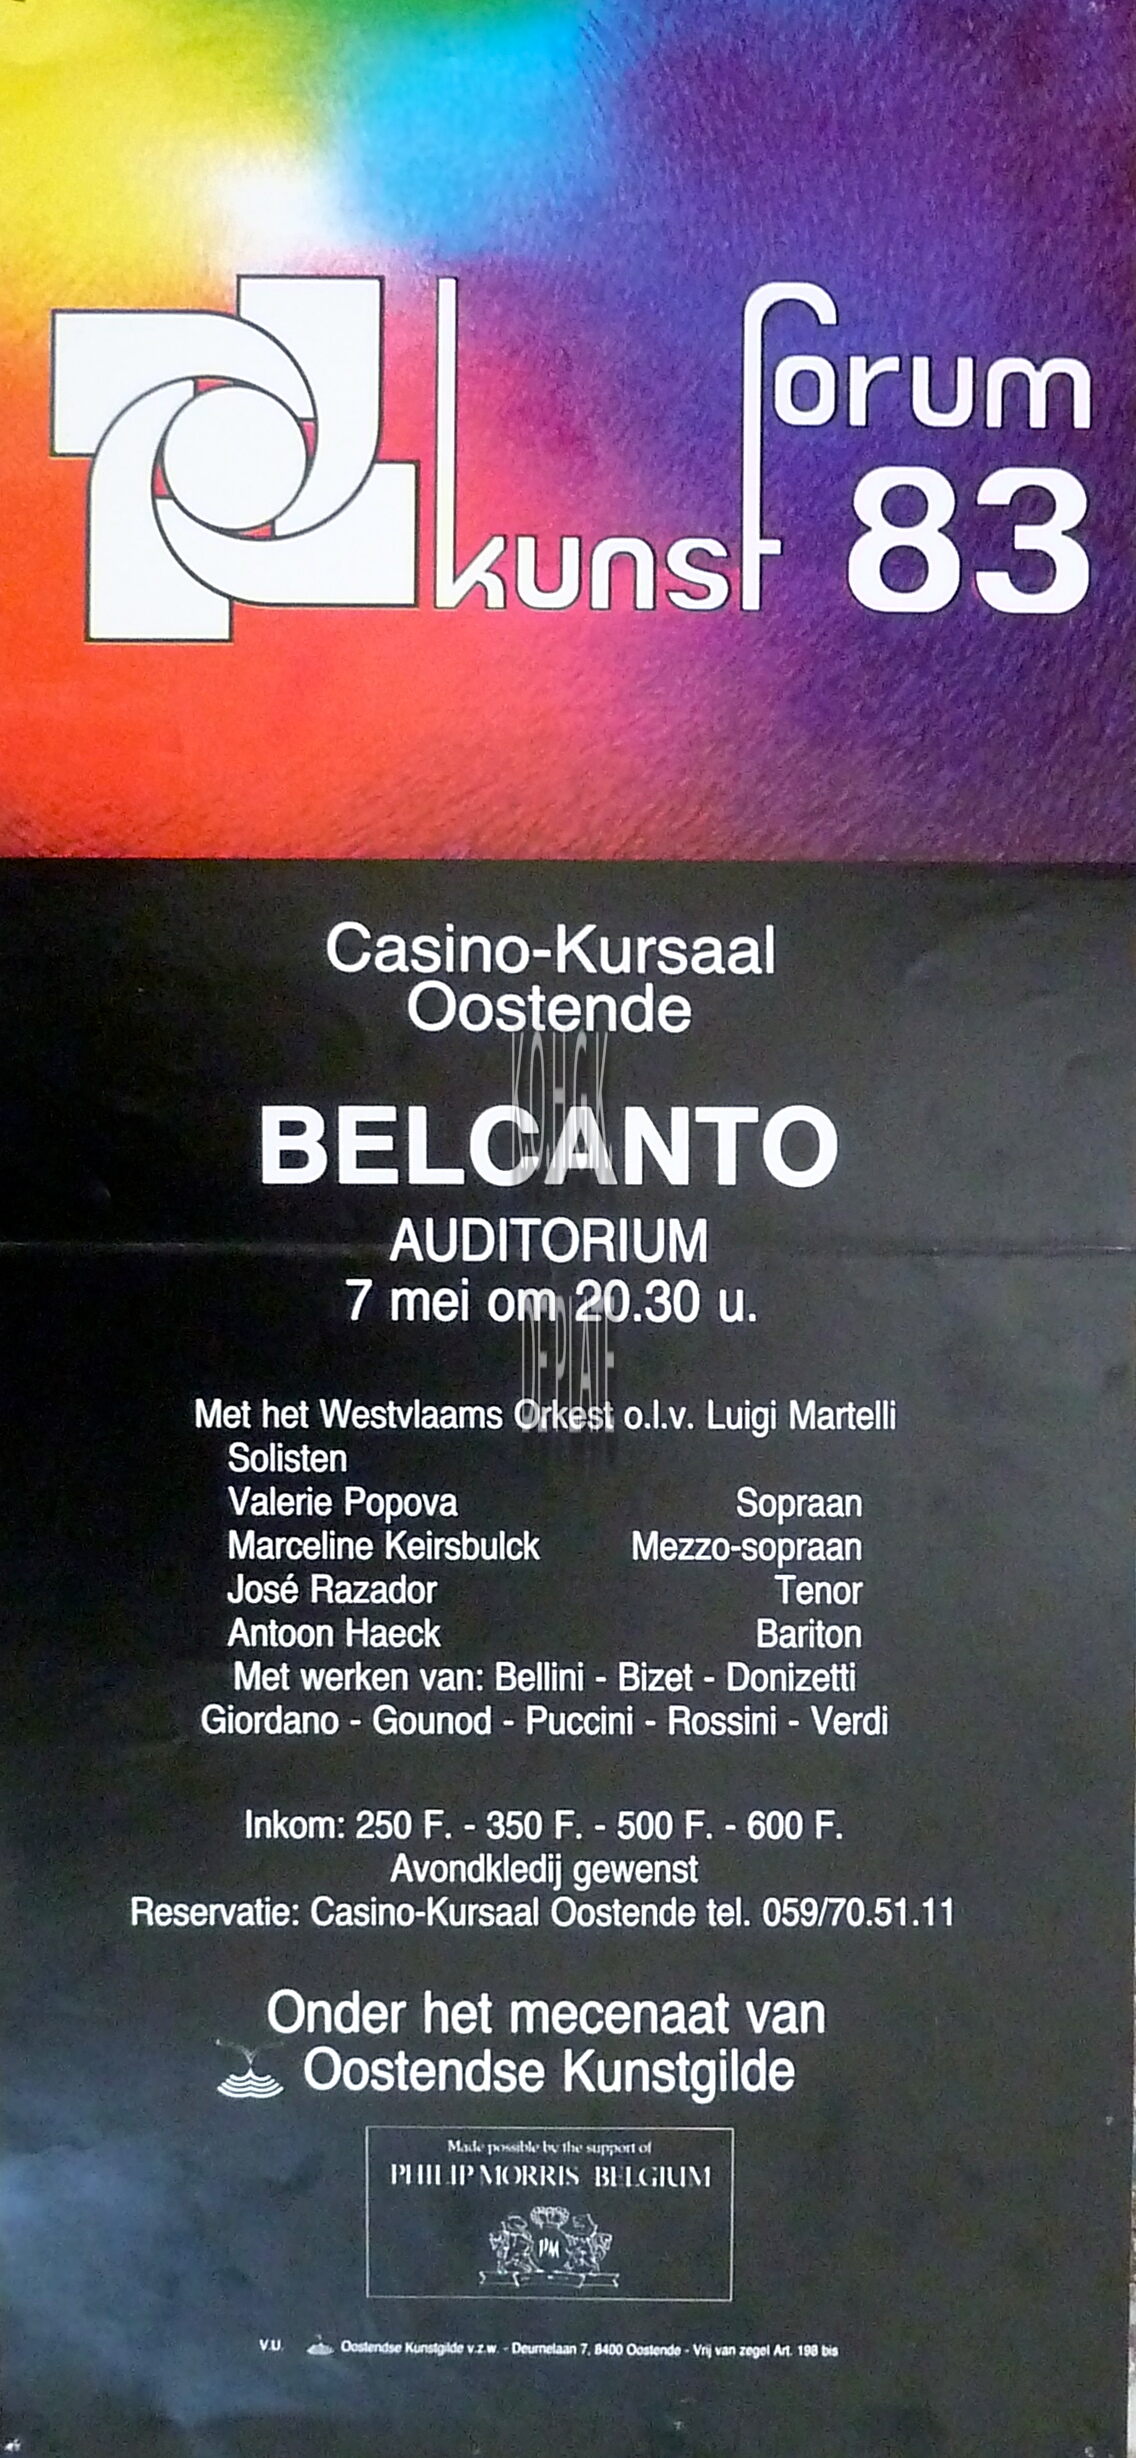 kunst forum
83
Casino-Kursaal
Oostende
KOHGK
BELCANTO
AUDITORIUM
7 mei om 20.30 u.
DE PLATE
Met het Westvlaams Orkest o.l.v. Luigi Martelli
Solisten
Valerie Popova Sopraan
Marceline Keirsbulck Mezzo-sopraan
José Razador Tenor
Antoon Haeck Bariton
Met werken van: Bellini - Bizet - Donizetti
Giordano - Gounod - Puccini - Rossini - Verdi
Inkom: 250 F. - 350 F. - 500 F. - 600 F.
Avondkledij gewenst
Reservatie: Casino-Kursaal Oostende tel. 059/70.51.11
Onder het mecenaat van
Oostendse Kunstgilde
Made possible by the support of
PHILIP MORRIS BELGIUM
PM
V.U. Oostendse Kunstgilde v.z.w. - Deurnelaan 7, 8400 Oostende - Vrij van zegel Art. 198 bis